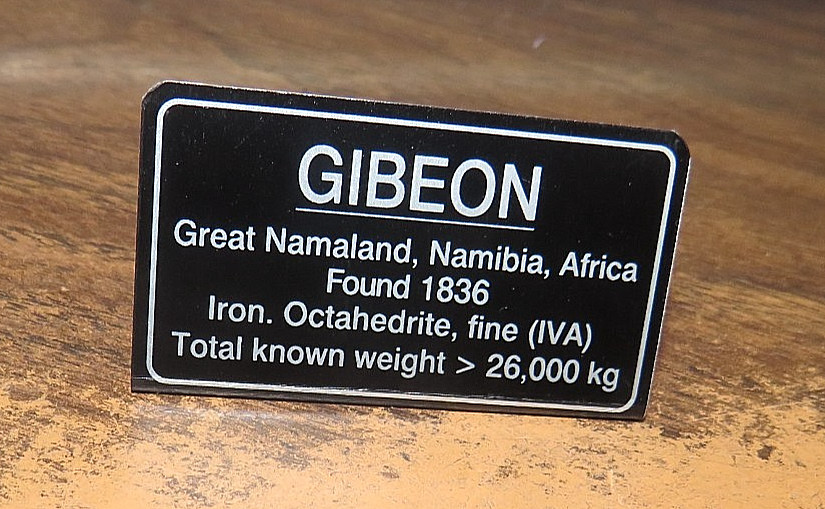 GIBEON
Great Namaland, Namibia, Africa
Found 1836
Iron. Octahedrite, fine (IVA)
Total known weight > 26,000 kg